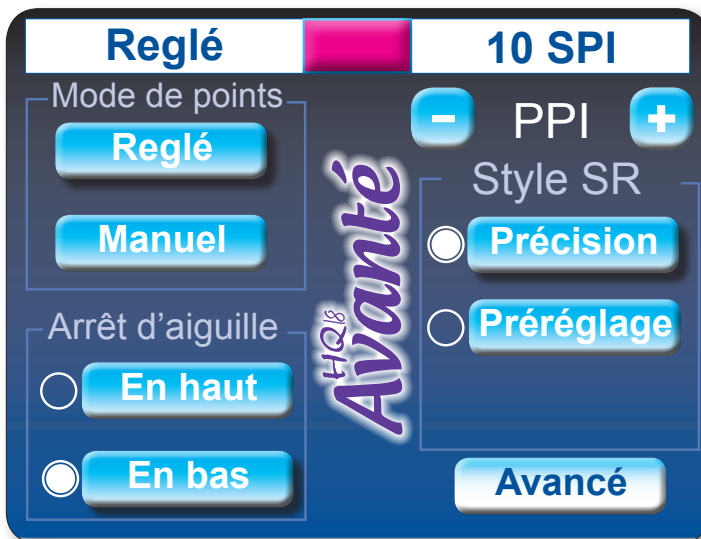 Reglé
10 SPI
Mode de points
Reglé
Manuel
Arrêt d’aiguille
En haut
En bas
HQ18
Avanté
- PPI +
Style SR
Précision
Préréglage
Avancé